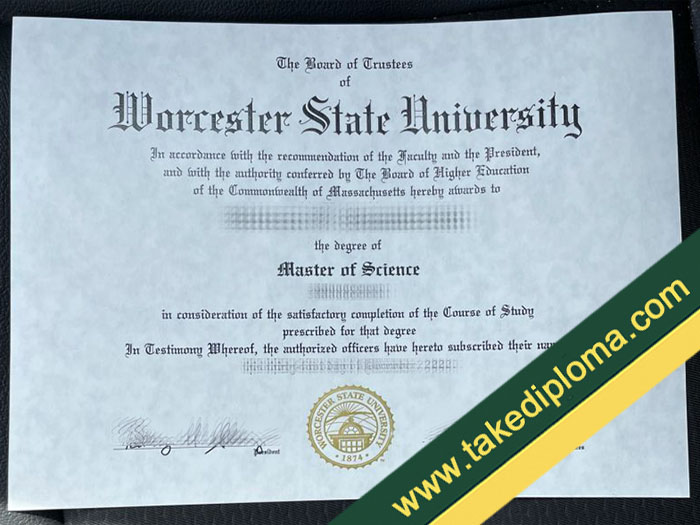 The Board of Trustees
of
Worcester State University
In accordance with the recommendation of the Faculty and the President,
and with the authority conferred by The Board of Higher Education
of the Commonwealth of Massachusetts hereby awards to
the degree of
Master of Science
in consideration of the satisfactory completion of the Course of Study
prescribed for that degree
In Testimony Whereof, the authorized officers have hereto subscribed their
WORCESTER STATE UNIVERSITY
1874
President
www.takediploma.com